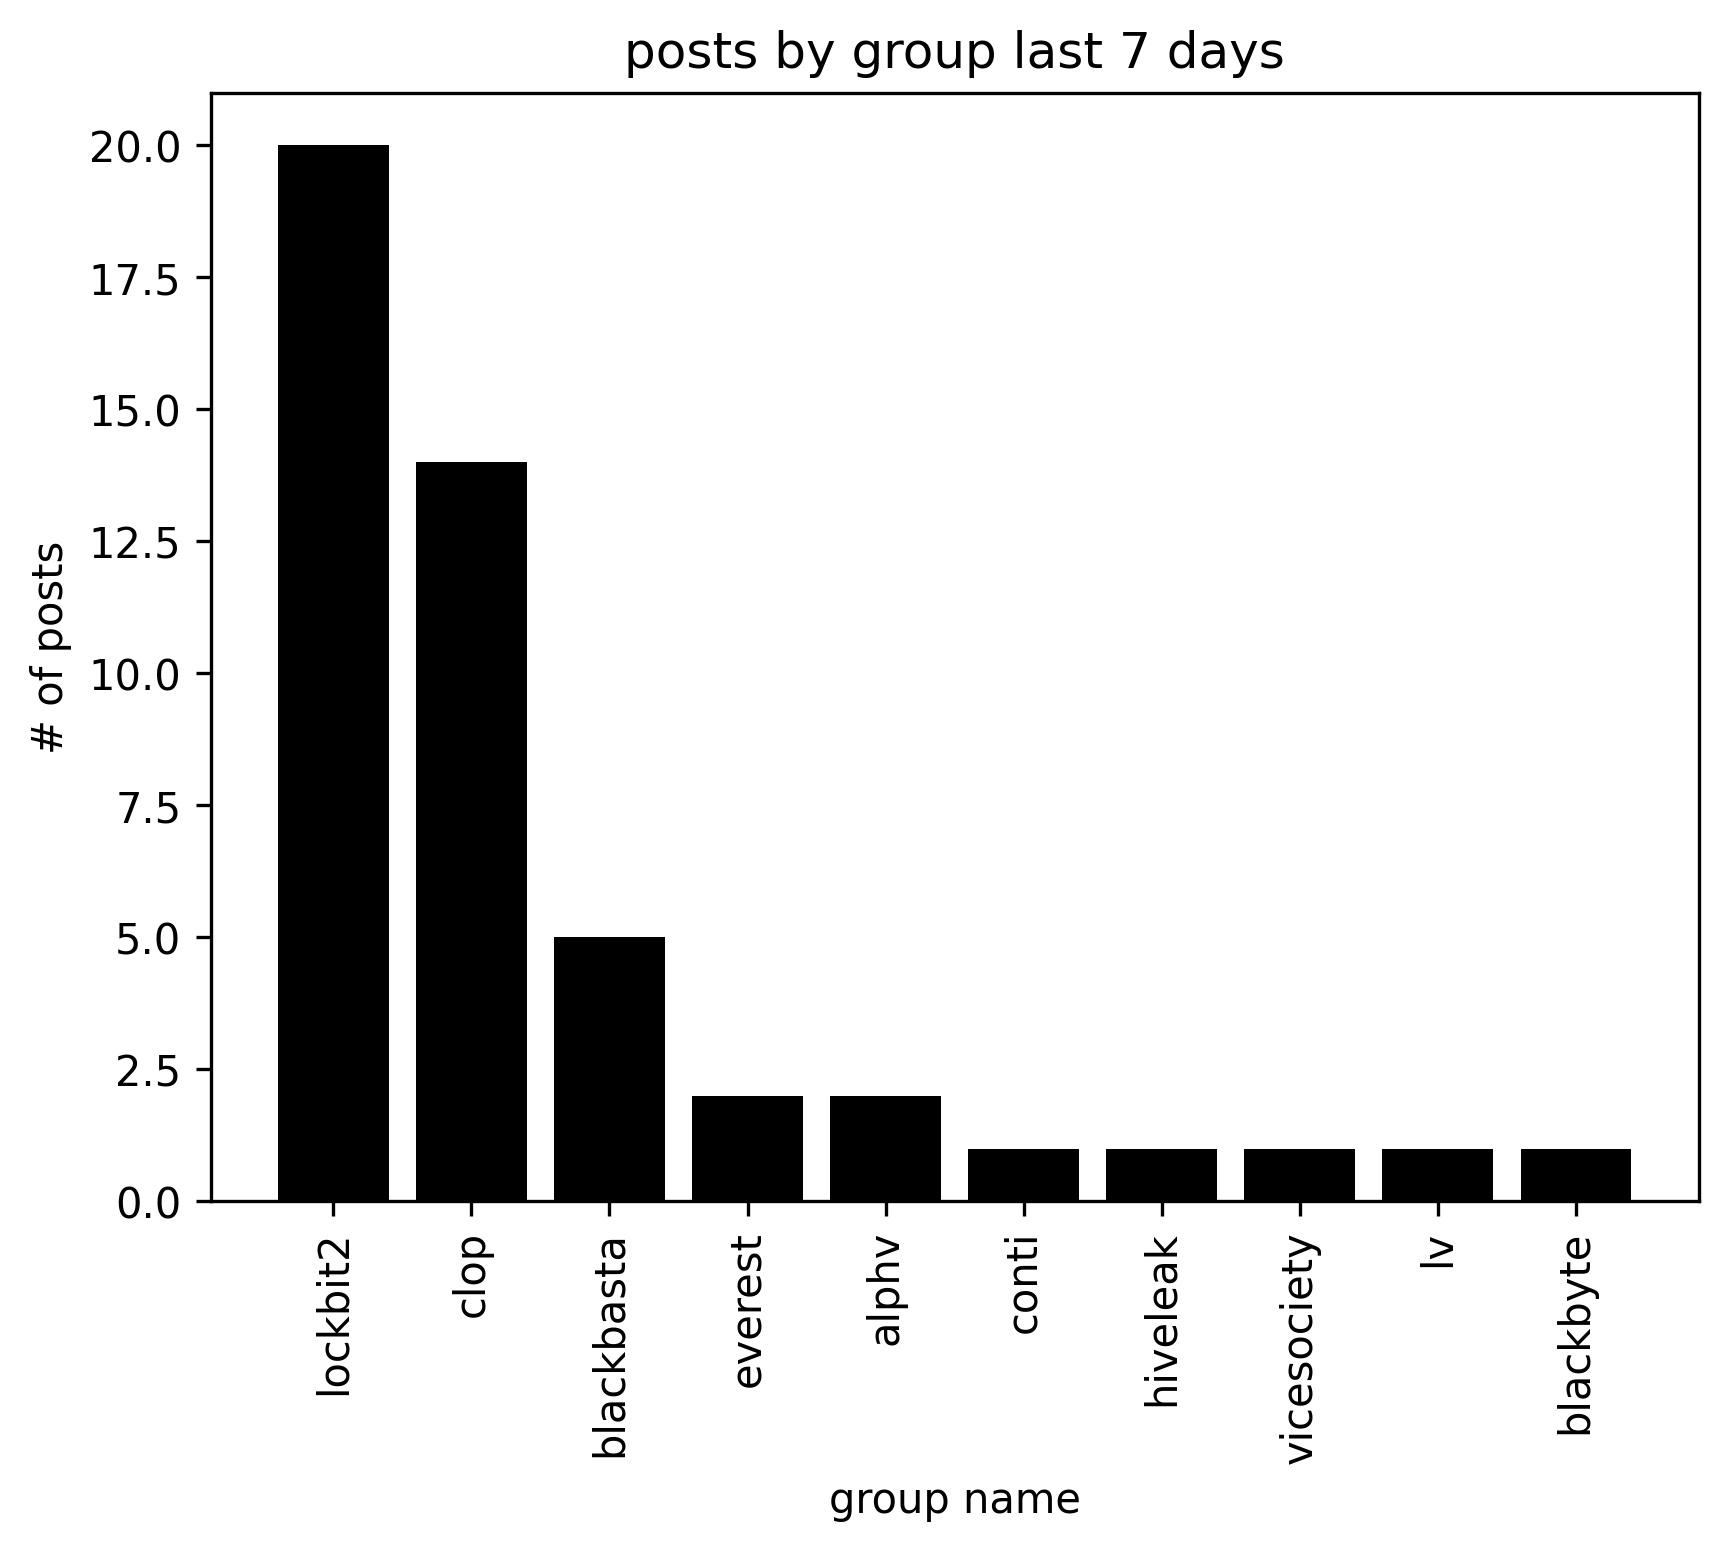 posts by group last 7 days
# of posts
20.0
17.5
15.0
12.5
10.0
7.5
5.0
2.5
0.0
lockbit2
clop
blackbasta
everest
alphv
conti
hiveleak
vicesociety
lv
blackbyte
group name